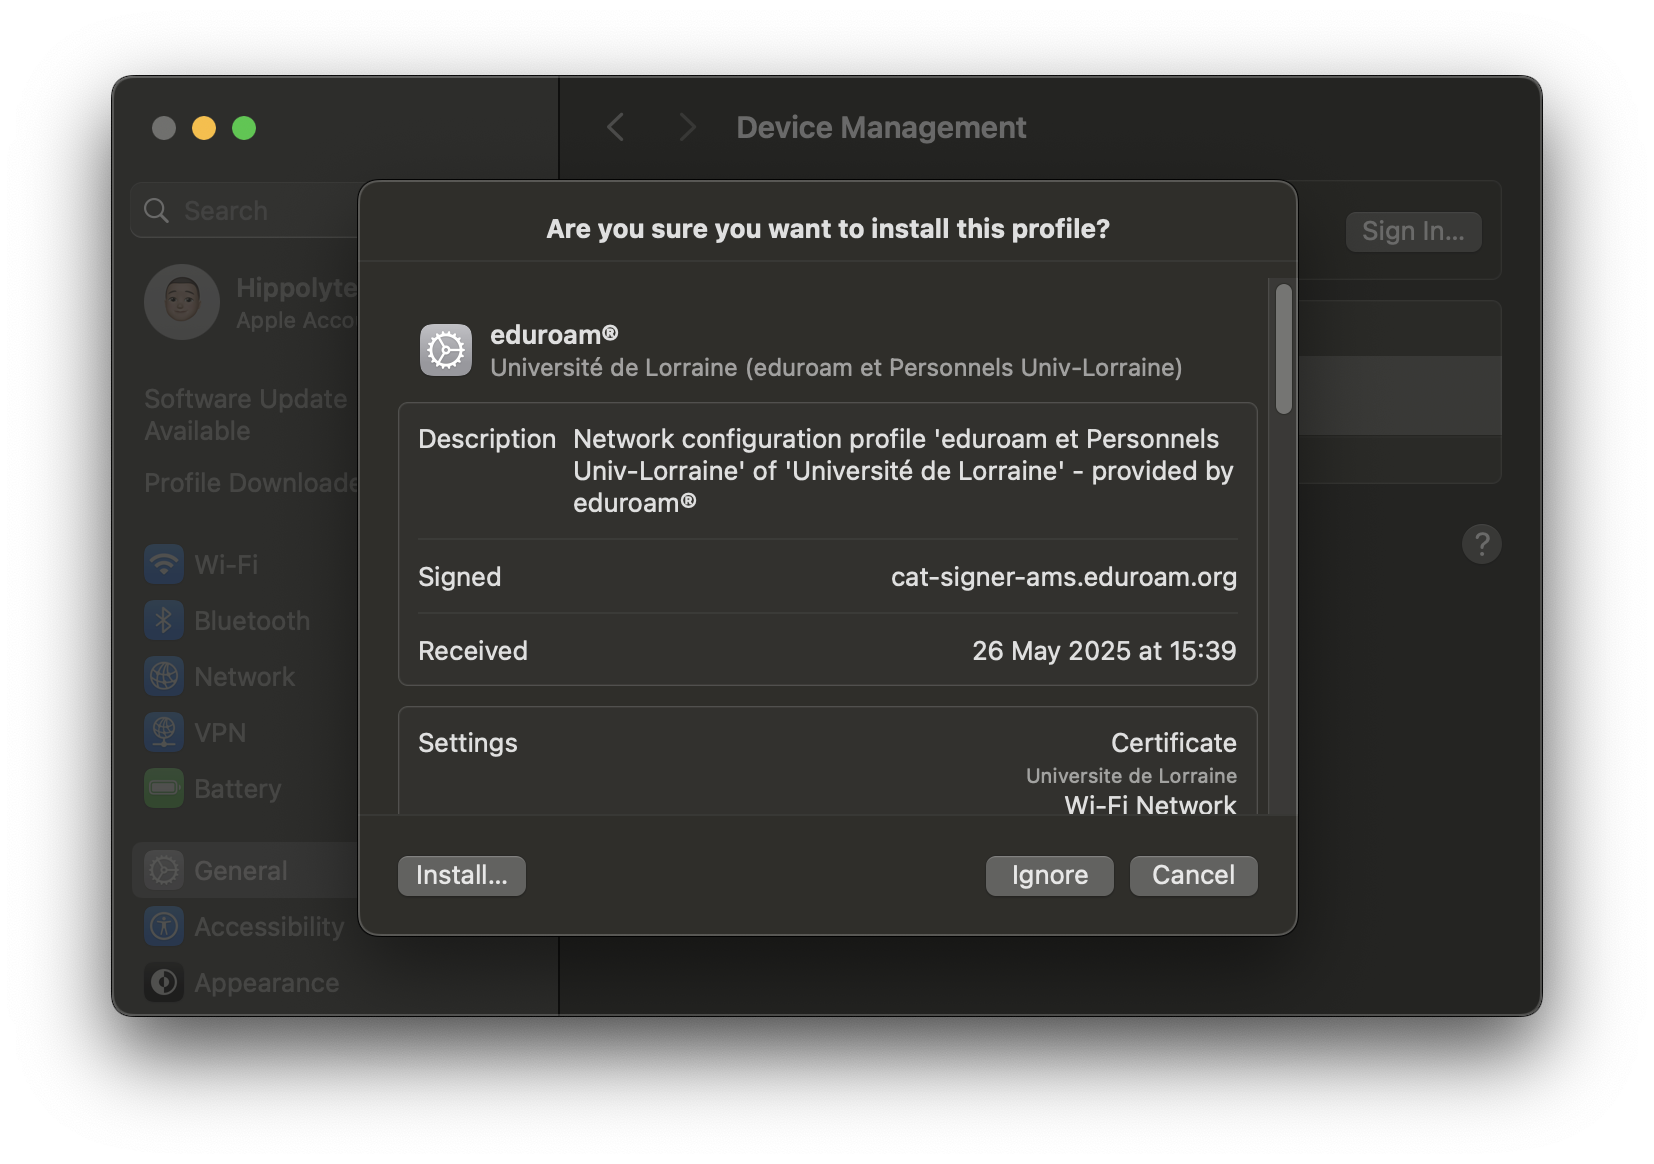 Device Management
Search
Sign In...
Hippolyte
Apple Acco
Software Update
Available
Profile Downloade
Wi-Fi
Bluetooth
Network
VPN
Battery
General
Accessibility
Appearance
?
Are you sure you want to install this profile?
eduroam®
Université de Lorraine (eduroam et Personnels Univ-Lorraine)
Description Network configuration profile 'eduroam et Personnels
Univ-Lorraine' of 'Université de Lorraine' - provided by
eduroam®
Signed cat-signer-ams.eduroam.org
Received 26 May 2025 at 15:39
Settings Certificate
Universite de Lorraine
Wi-Fi Network
Install... Ignore Cancel